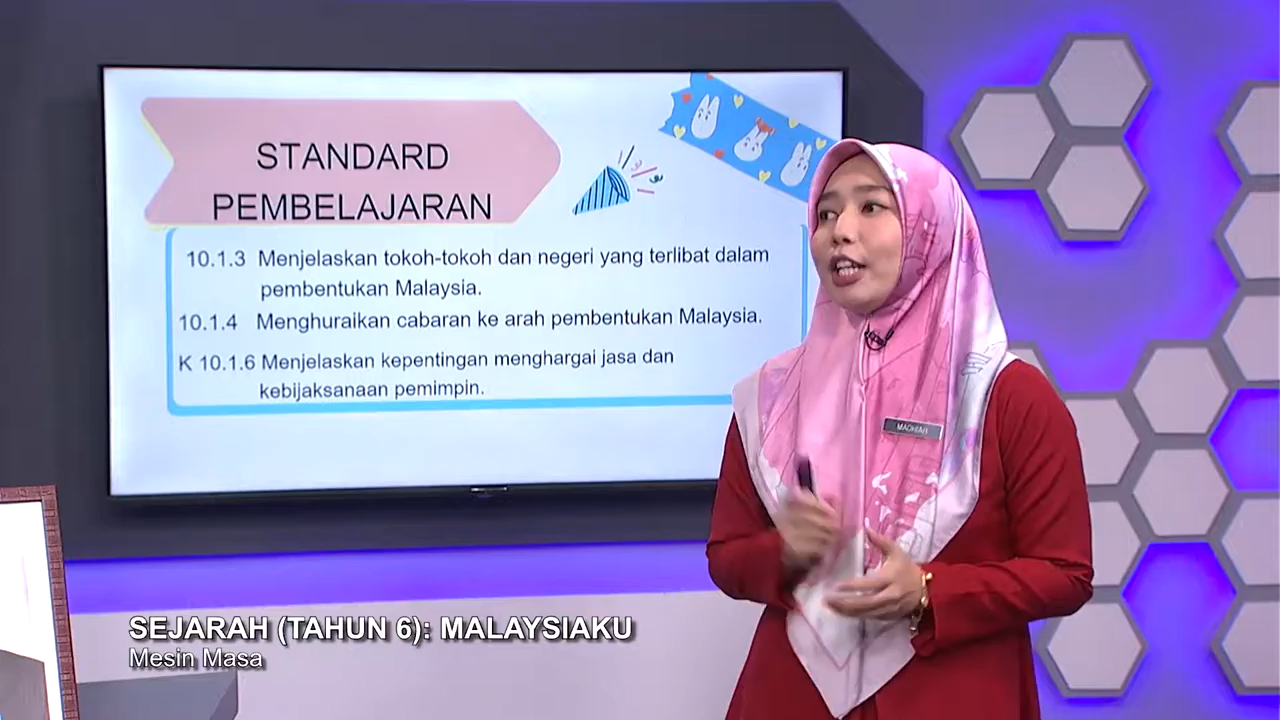 STANDARD
PEMBELAJARAN
10.1.3 Menjelaskan tokoh-tokoh dan negeri yang terlibat dalam
pembentukan Malaysia.
10.1.4 Menghuraikan cabaran ke arah pembentukan Malaysia.
K 10.1.6 Menjelaskan kepentingan menghargai jasa dan
kebijaksanaan pemimpin.
SEJARAH (TAHUN 6): MALAYSIAKU
Mesin Masa